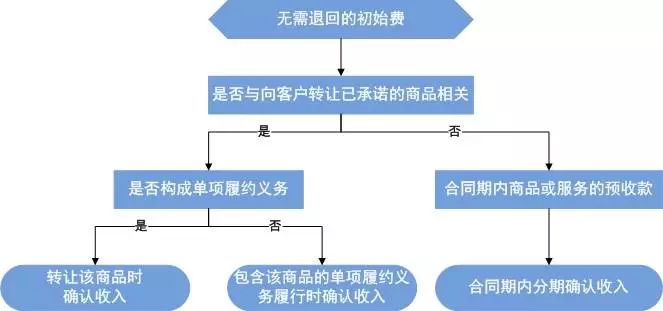 无需退回的初始费
是否与向客户转让已承诺的商品相关
是
否
是否构成单项履约义务
合同期内商品或服务的预收款
是
否
转让该商品时
确认收入
包含该商品的单项履约义
务履行时确认收入
合同期内分期确认收入